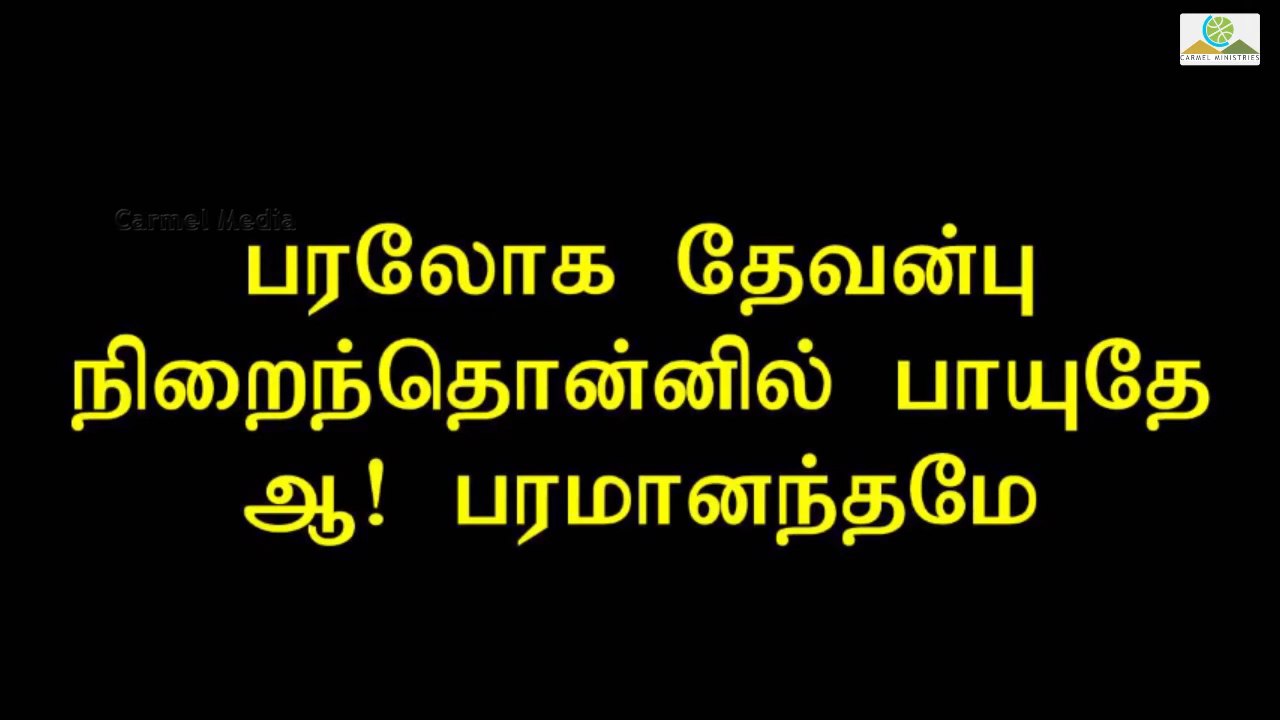 CARMEL MINISTRIES
Carmel Media
பரலோக தேவன்பு
நிறைந்தொன்னில் பாயுதே
ஆ! பரமானந்தமே